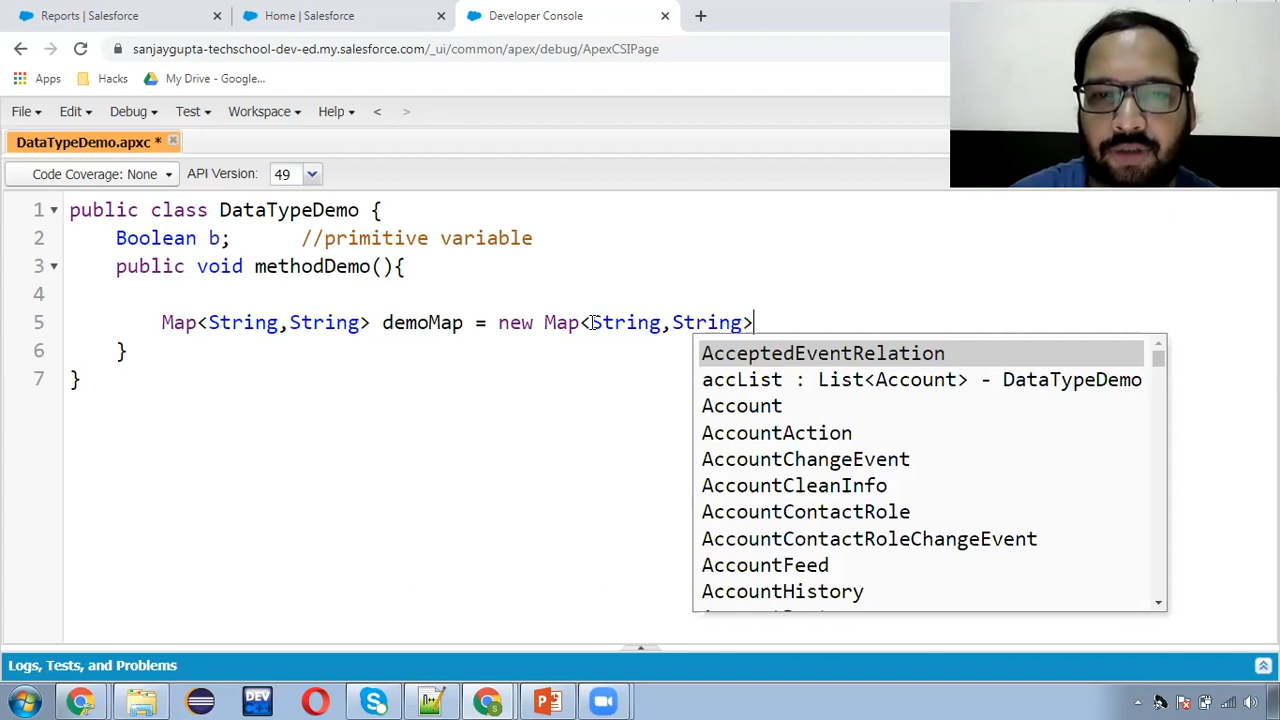 Reports | Salesforce
Home | Salesforce
Developer Console
sanjaygupta-techschool-dev-ed.my.salesforce.com/_ui/common/apex/debug/ApexCSIPage
Apps
Hacks
My Drive - Google...
File
Edit
Debug
Test
Workspace
Help
<
>
DataTypeDemo.apxc *
Code Coverage: None
API Version:
49
1 public class DataTypeDemo {
2 Boolean b; //primitive variable
3 public void methodDemo(){
4
5 Map<String,String> demoMap = new Map<String,String>
6 }
7 }
AcceptedEventRelation
accList : List<Account> - DataTypeDemo
Account
AccountAction
AccountChangeEvent
AccountCleanInfo
AccountContactRole
AccountContactRoleChangeEvent
AccountFeed
AccountHistory
Logs, Tests, and Problems
DEV
C++